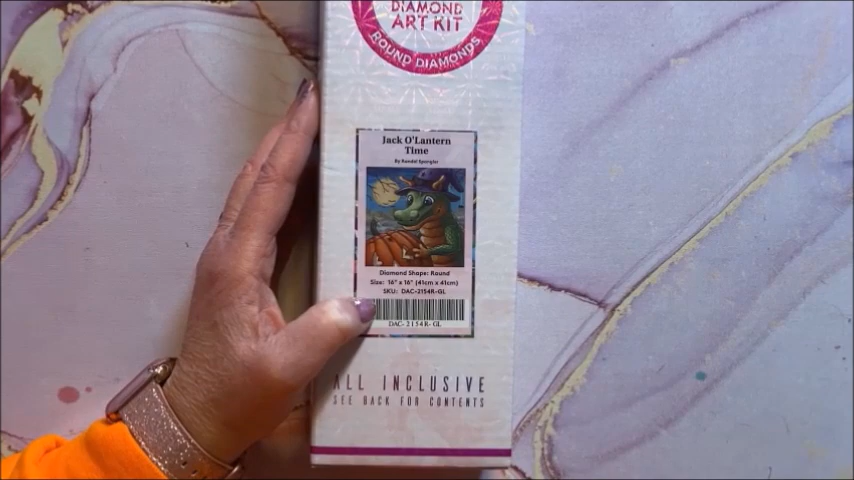 DIAMOND
ART KIT
ROUND DIAMONDS
Jack O'Lantern
Time
By Randal Spangler
Diamond Shape: Round
Size: 16" x 16" (41cm x 41cm)
SKU: DAC-2154R-GL
DAC- 2154R- GL
ALL INCLUSIVE
SEE BACK FOR CONTENTS